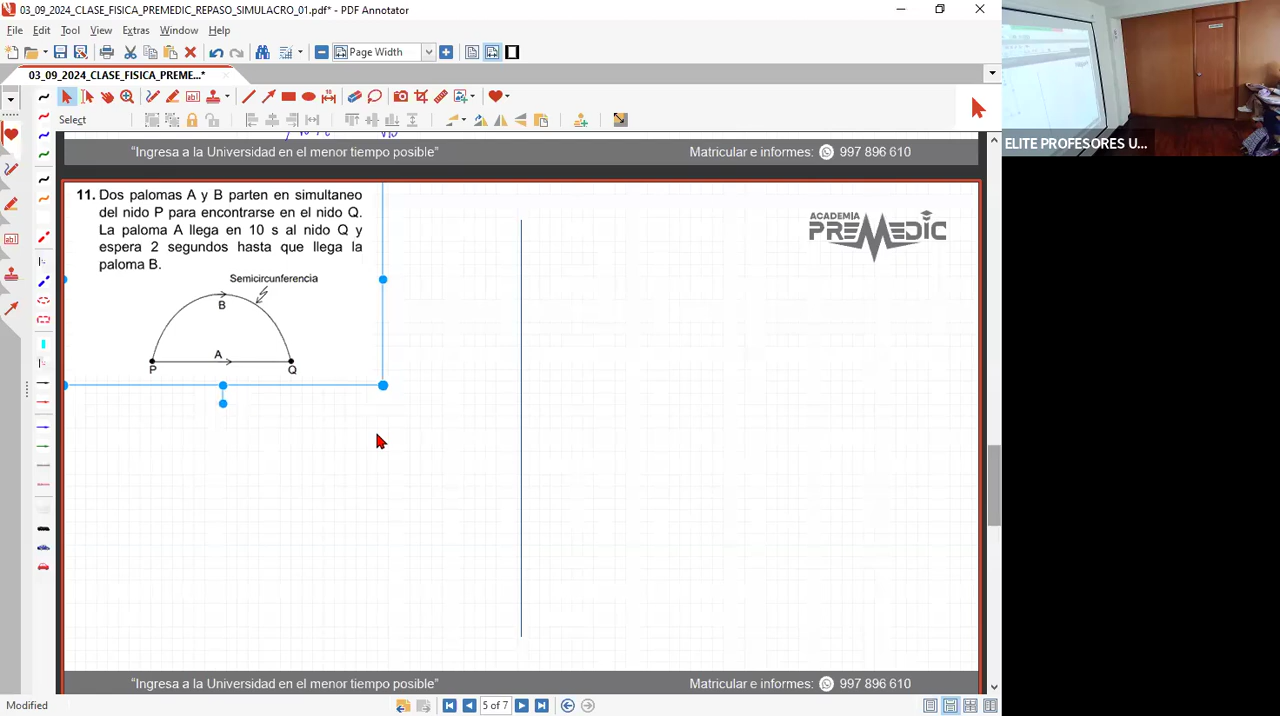 03_09_2024_CLASE_FISICA_PREMEDIC_REPASO_SIMULACRO_01.pdf* - PDF Annotator
File Edit Tool View Extras Window Help
Page Width
03_09_2024_CLASE_FISICA_PREME...*
Select
"Ingresa a la Universidad en el menor tiempo posible" Matricular e informes: 997 896 610
ELITE PROFESORES U...
11. Dos palomas A y B parten en simultaneo
del nido P para encontrarse en el nido Q.
La paloma A llega en 10 s al nido Q y
espera 2 segundos hasta que llega la
paloma B.
Semicircunferencia
B
A
P Q
ACADEMIA
PREMEDIC
"Ingresa a la Universidad en el menor tiempo posible" Matricular e informes: 997 896 610
Modified
5 of 7